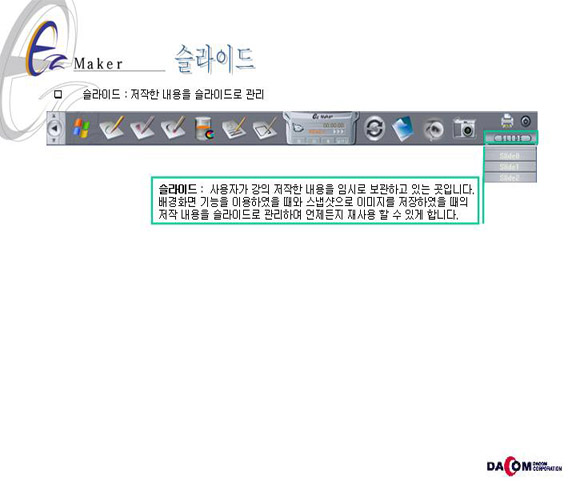 Ez Maker 슬라이드
□ 슬라이드 : 저작한 내용을 슬라이드로 관리
Ez Maker
00:00:00
Slide0
Slide1
Slide2
슬라이드 : 사용자가 강의 저작한 내용을 임시로 보관하고 있는 곳입니다.
배경화면 기능을 이용하였을 때와 스냅샷으로 이미지를 저장하였을 때의
저작 내용을 슬라이드로 관리하여 언제든지 재사용 할 수 있게 합니다.
DACOM DACOM CORPORATION